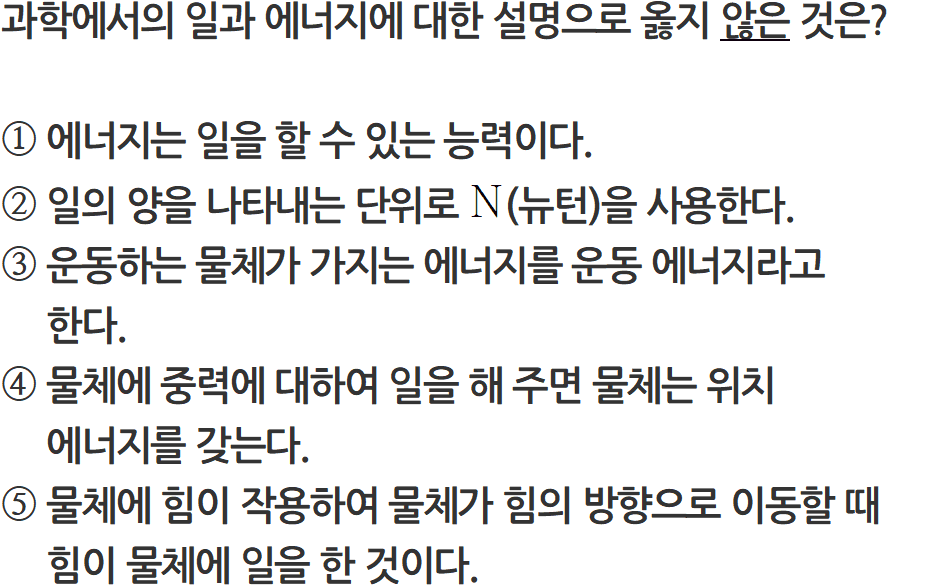 과학에서의 일과 에너지에 대한 설명으로 옳지 않은 것은?
① 에너지는 일을 할 수 있는 능력이다.
② 일의 양을 나타내는 단위로 N(뉴턴)을 사용한다.
③ 운동하는 물체가 가지는 에너지를 운동 에너지라고
한다.
④ 물체에 중력에 대하여 일을 해 주면 물체는 위치
에너지를 갖는다.
⑤ 물체에 힘이 작용하여 물체가 힘의 방향으로 이동할 때
힘이 물체에 일을 한 것이다.